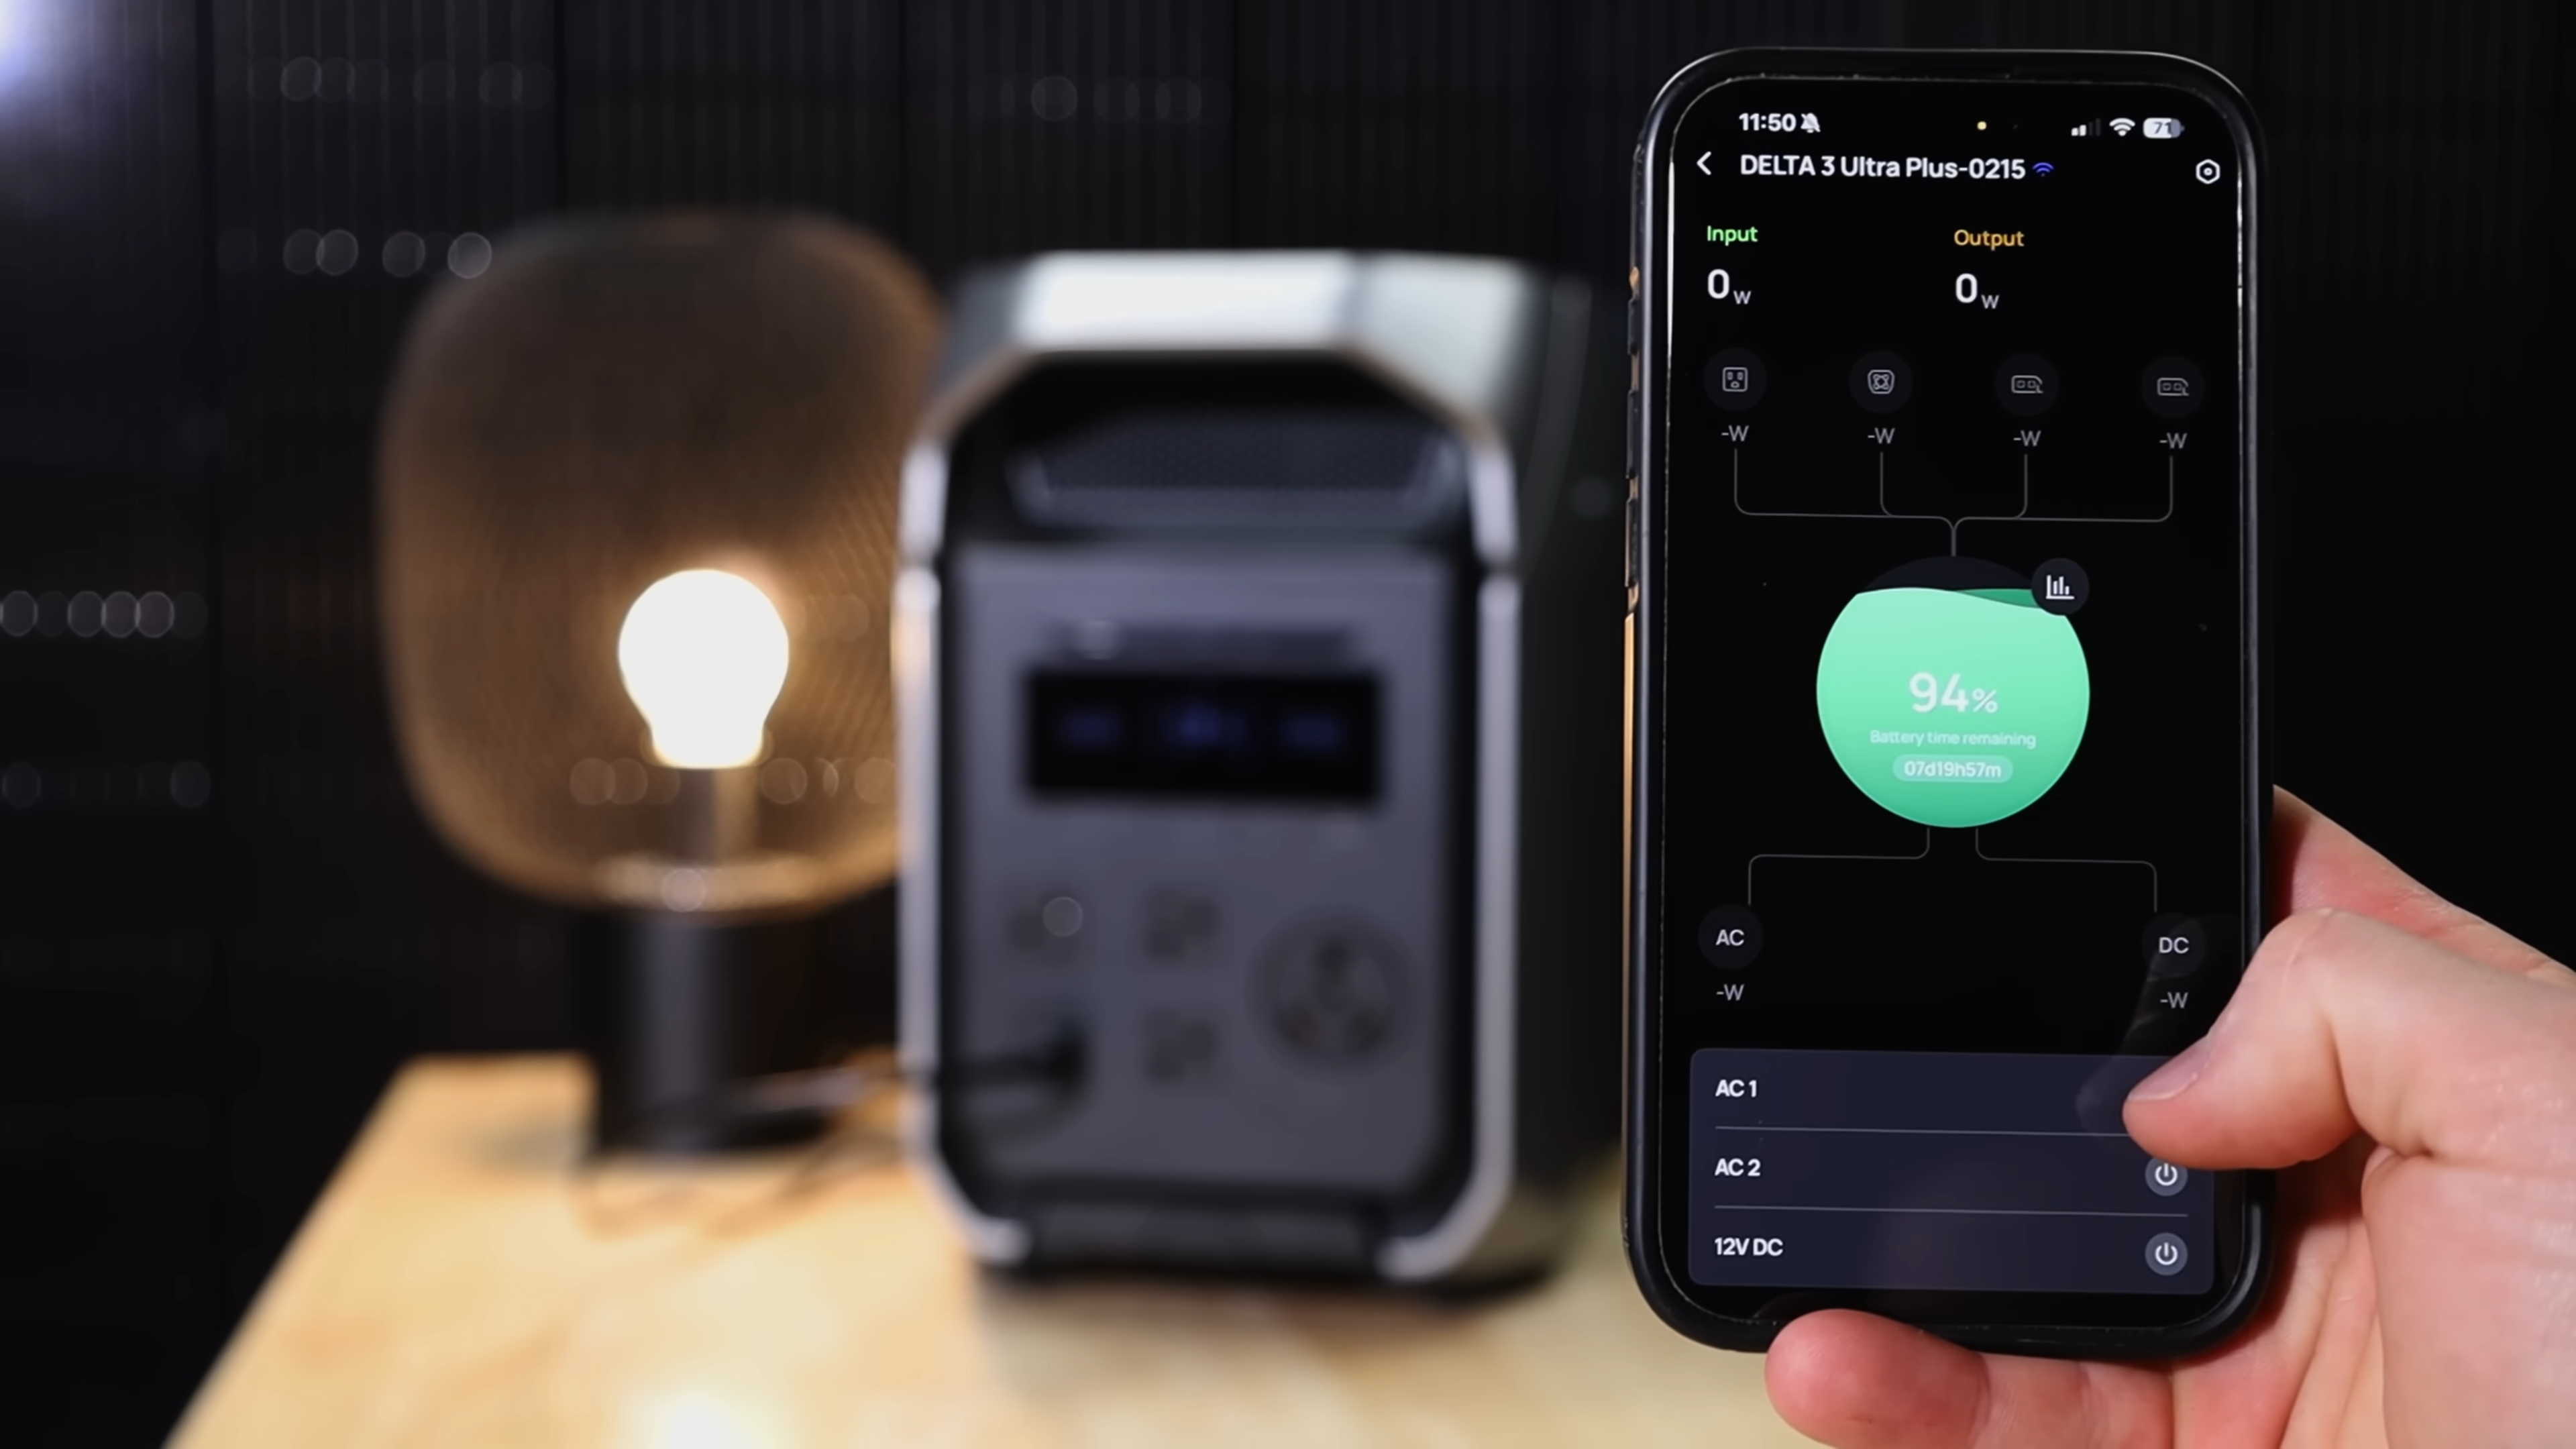 11:50
71
DELTA 3 Ultra Plus-0215
Input
Output
0W
0W
-W
-W
-W
-W
94%
Battery time remaining
07d19h57m
AC
DC
-W
-W
AC 1
AC 2
12V DC